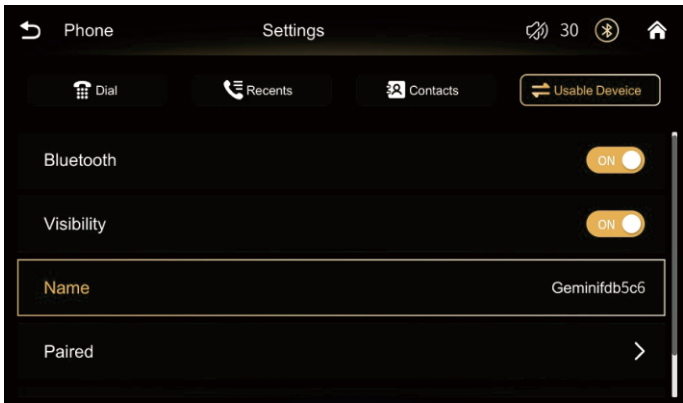 Phone Settings 30
Dial Recents Contacts Usable Deveice
Bluetooth ON
Visibility ON
Name Geminifdb5c6
Paired